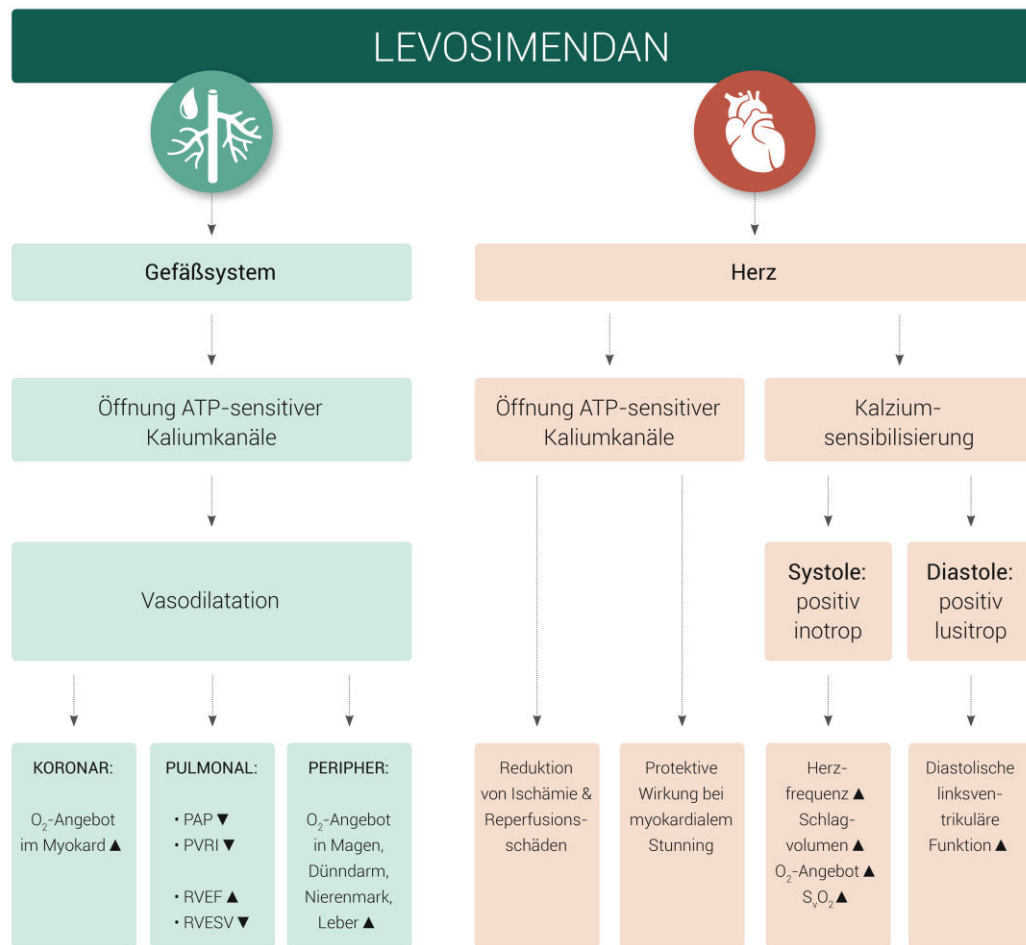 LEVOSIMENDAN
Gefäßsystem
Herz
Öffnung ATP-sensitiver
Kaliumkanäle
Öffnung ATP-sensitiver
Kaliumkanäle
Kalzium-
sensibilisierung
Vasodilatation
Systole:
positiv
inotrop
Diastole:
positiv
lusitrop
KORONAR:
O₂-Angebot
im Myokard ▲
PULMONAL:
• PAP ▼
• PVRI ▼
• RVEF ▲
• RVESV ▼
PERIPHER:
O₂-Angebot
in Magen,
Dünndarm,
Nierenmark,
Leber ▲
Reduktion
von Ischämie &
Reperfusions-
schäden
Protektive
Wirkung bei
myokardialem
Stunning
Herz-
frequenz ▲
Schlag-
volumen ▲
O₂-Angebot ▲
SᵥO₂ ▲
Diastolische
linksven-
trikuläre
Funktion ▲